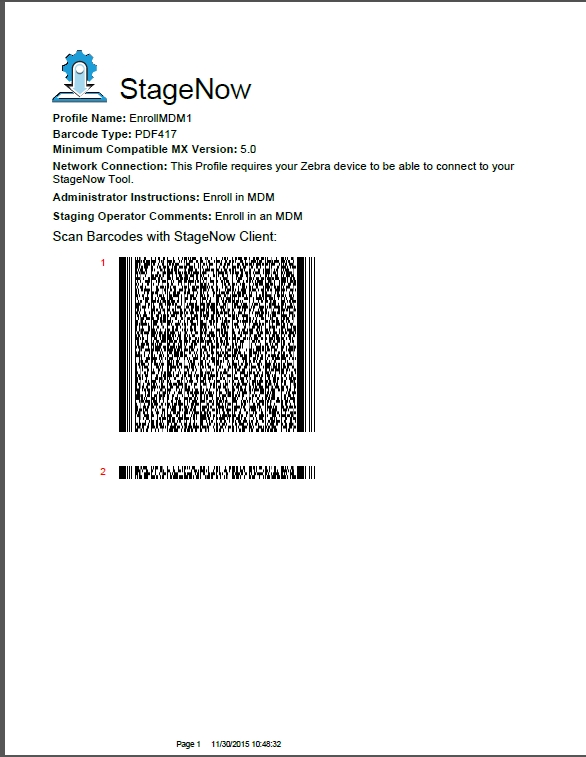 StageNow
Profile Name: EnrollMDM1
Barcode Type: PDF417
Minimum Compatible MX Version: 5.0
Network Connection: This Profile requires your Zebra device to be able to connect to your
StageNow Tool.
Administrator Instructions: Enroll in MDM
Staging Operator Comments: Enroll in an MDM
Scan Barcodes with StageNow Client:
1
2
Page 1 11/30/2015 10:48:32